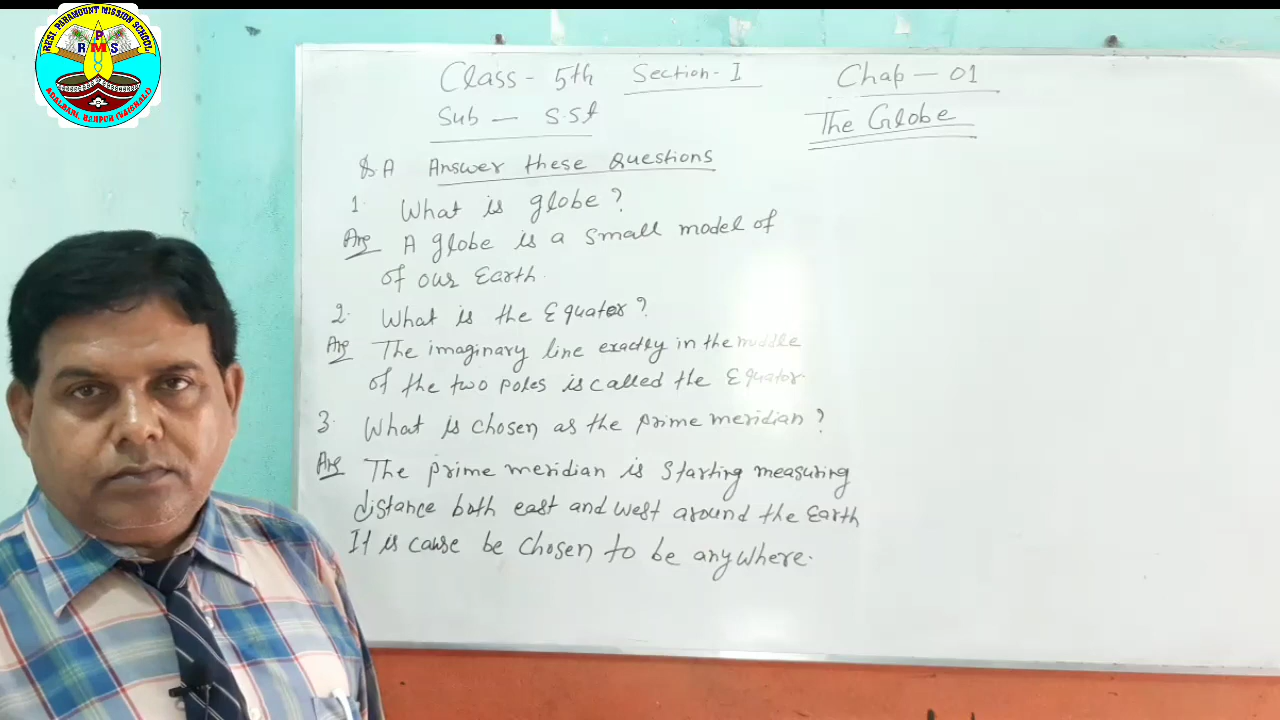 RESI PARAMOUNT MISSION SCHOOL
R P M S
Class - 5th Section - I Chap - 01
Sub - S.St The Globe
Q A Answer these Questions
1. What is globe?
Ans A globe is a small model of
of our Earth.
2. What is the Equator?
Ans The imaginary line exactly in the middle
of the two poles is called the Equator.
3. What is chosen as the prime meridian?
Ans The prime meridian is starting measuring
distance both east and west around the Earth
It is cause be chosen to be anywhere.